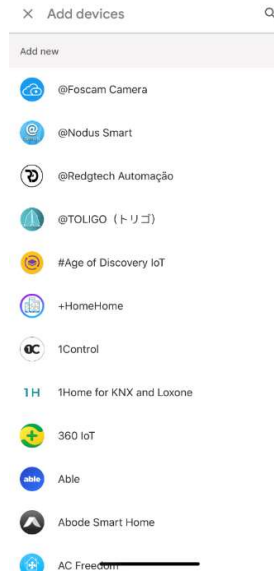 Add devices
Add new
@Foscam Camera
@Nodus Smart
@Redgtech Automação
@TOLIGO（トリゴ）
#Age of Discovery IoT
+HomeHome
1C
1Control
1H
1Home for KNX and Loxone
360 IoT
able
Able
Abode Smart Home
AC Freedom